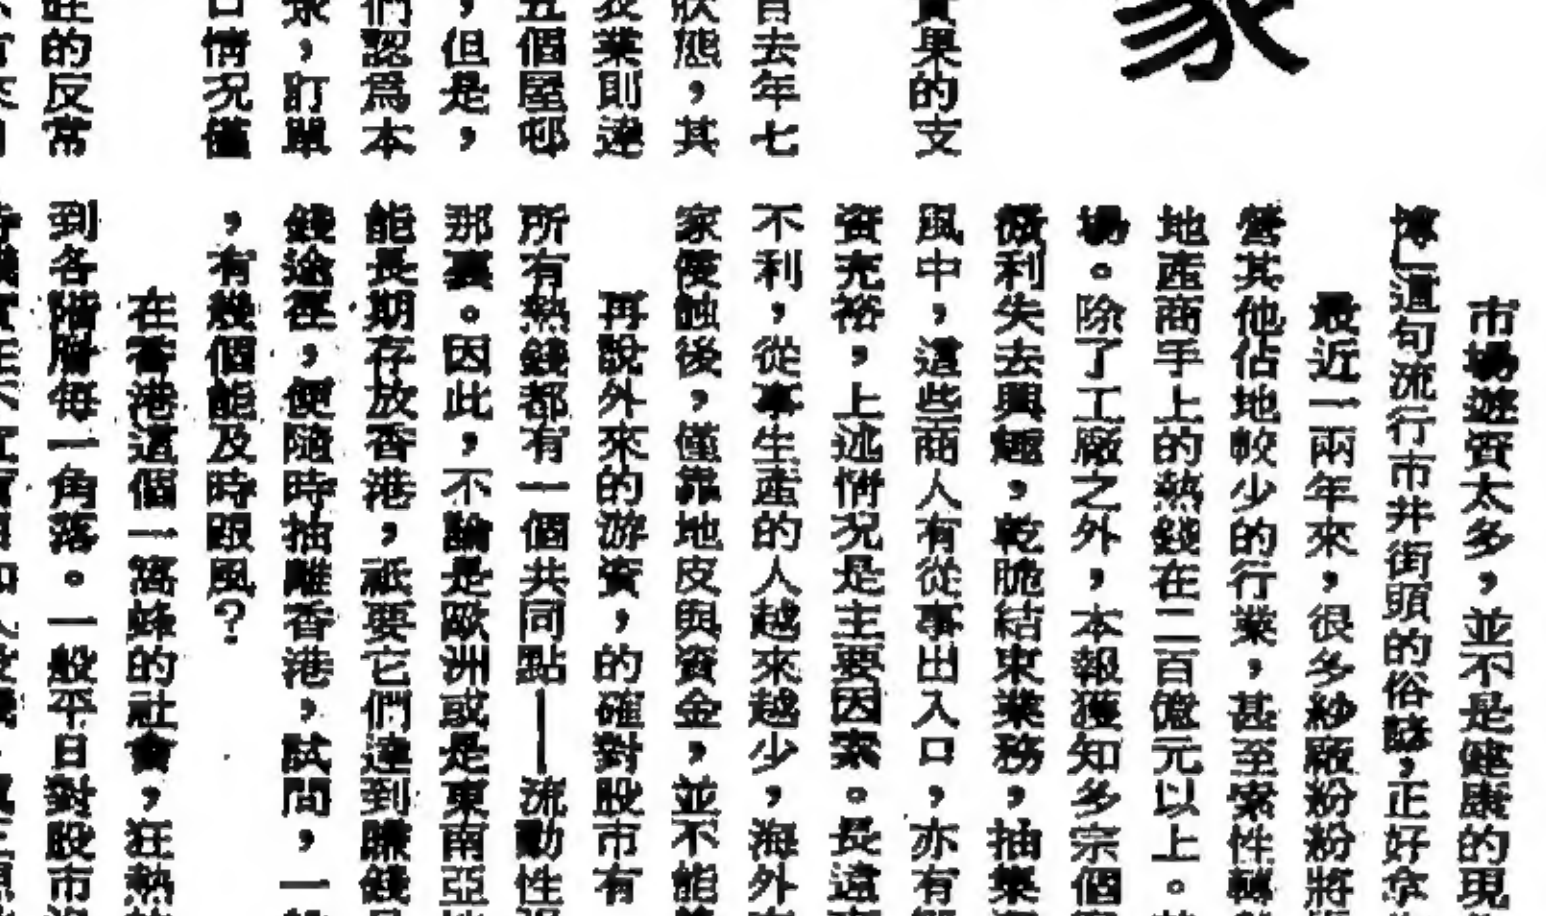 家
貨果的支
自去年七
狀態，其
衣業則違
五個屋邨
，但是，
們認爲本
，訂單
口情況僅
旺的反常
市場遊資太多，並不是健康的現
博」這句流行市井街頭的俗諺，正好拿
最近一兩年來，很多紗廠粉粉將
營其他佔地較少的行業，甚至索性轉
地產商手上的熱錢在二百億元以上。
場。除了工廠之外，本報獲知多宗個
微利失去興趣，乾脆結束業務，抽集
風中，這些商人有從事出入口，亦有
資充裕，上述情況是主要因素。長遠
不利，從事生產的人越來越少，海外
家侵蝕後，僅靠地皮與資金，並不能
再說外來的游資，的確對股市有
所有熱錢都有一個共同點——流動性
那裏。因此，不論是歐洲或是東南亞
能長期存放香港，祇要它們達到賺錢
錢途徑，便隨時抽離香港，試問，一
，有幾個能及時跟風？
在香港這個一窩蜂的社會，狂熱
到各階層每一角落。一般平日對股市